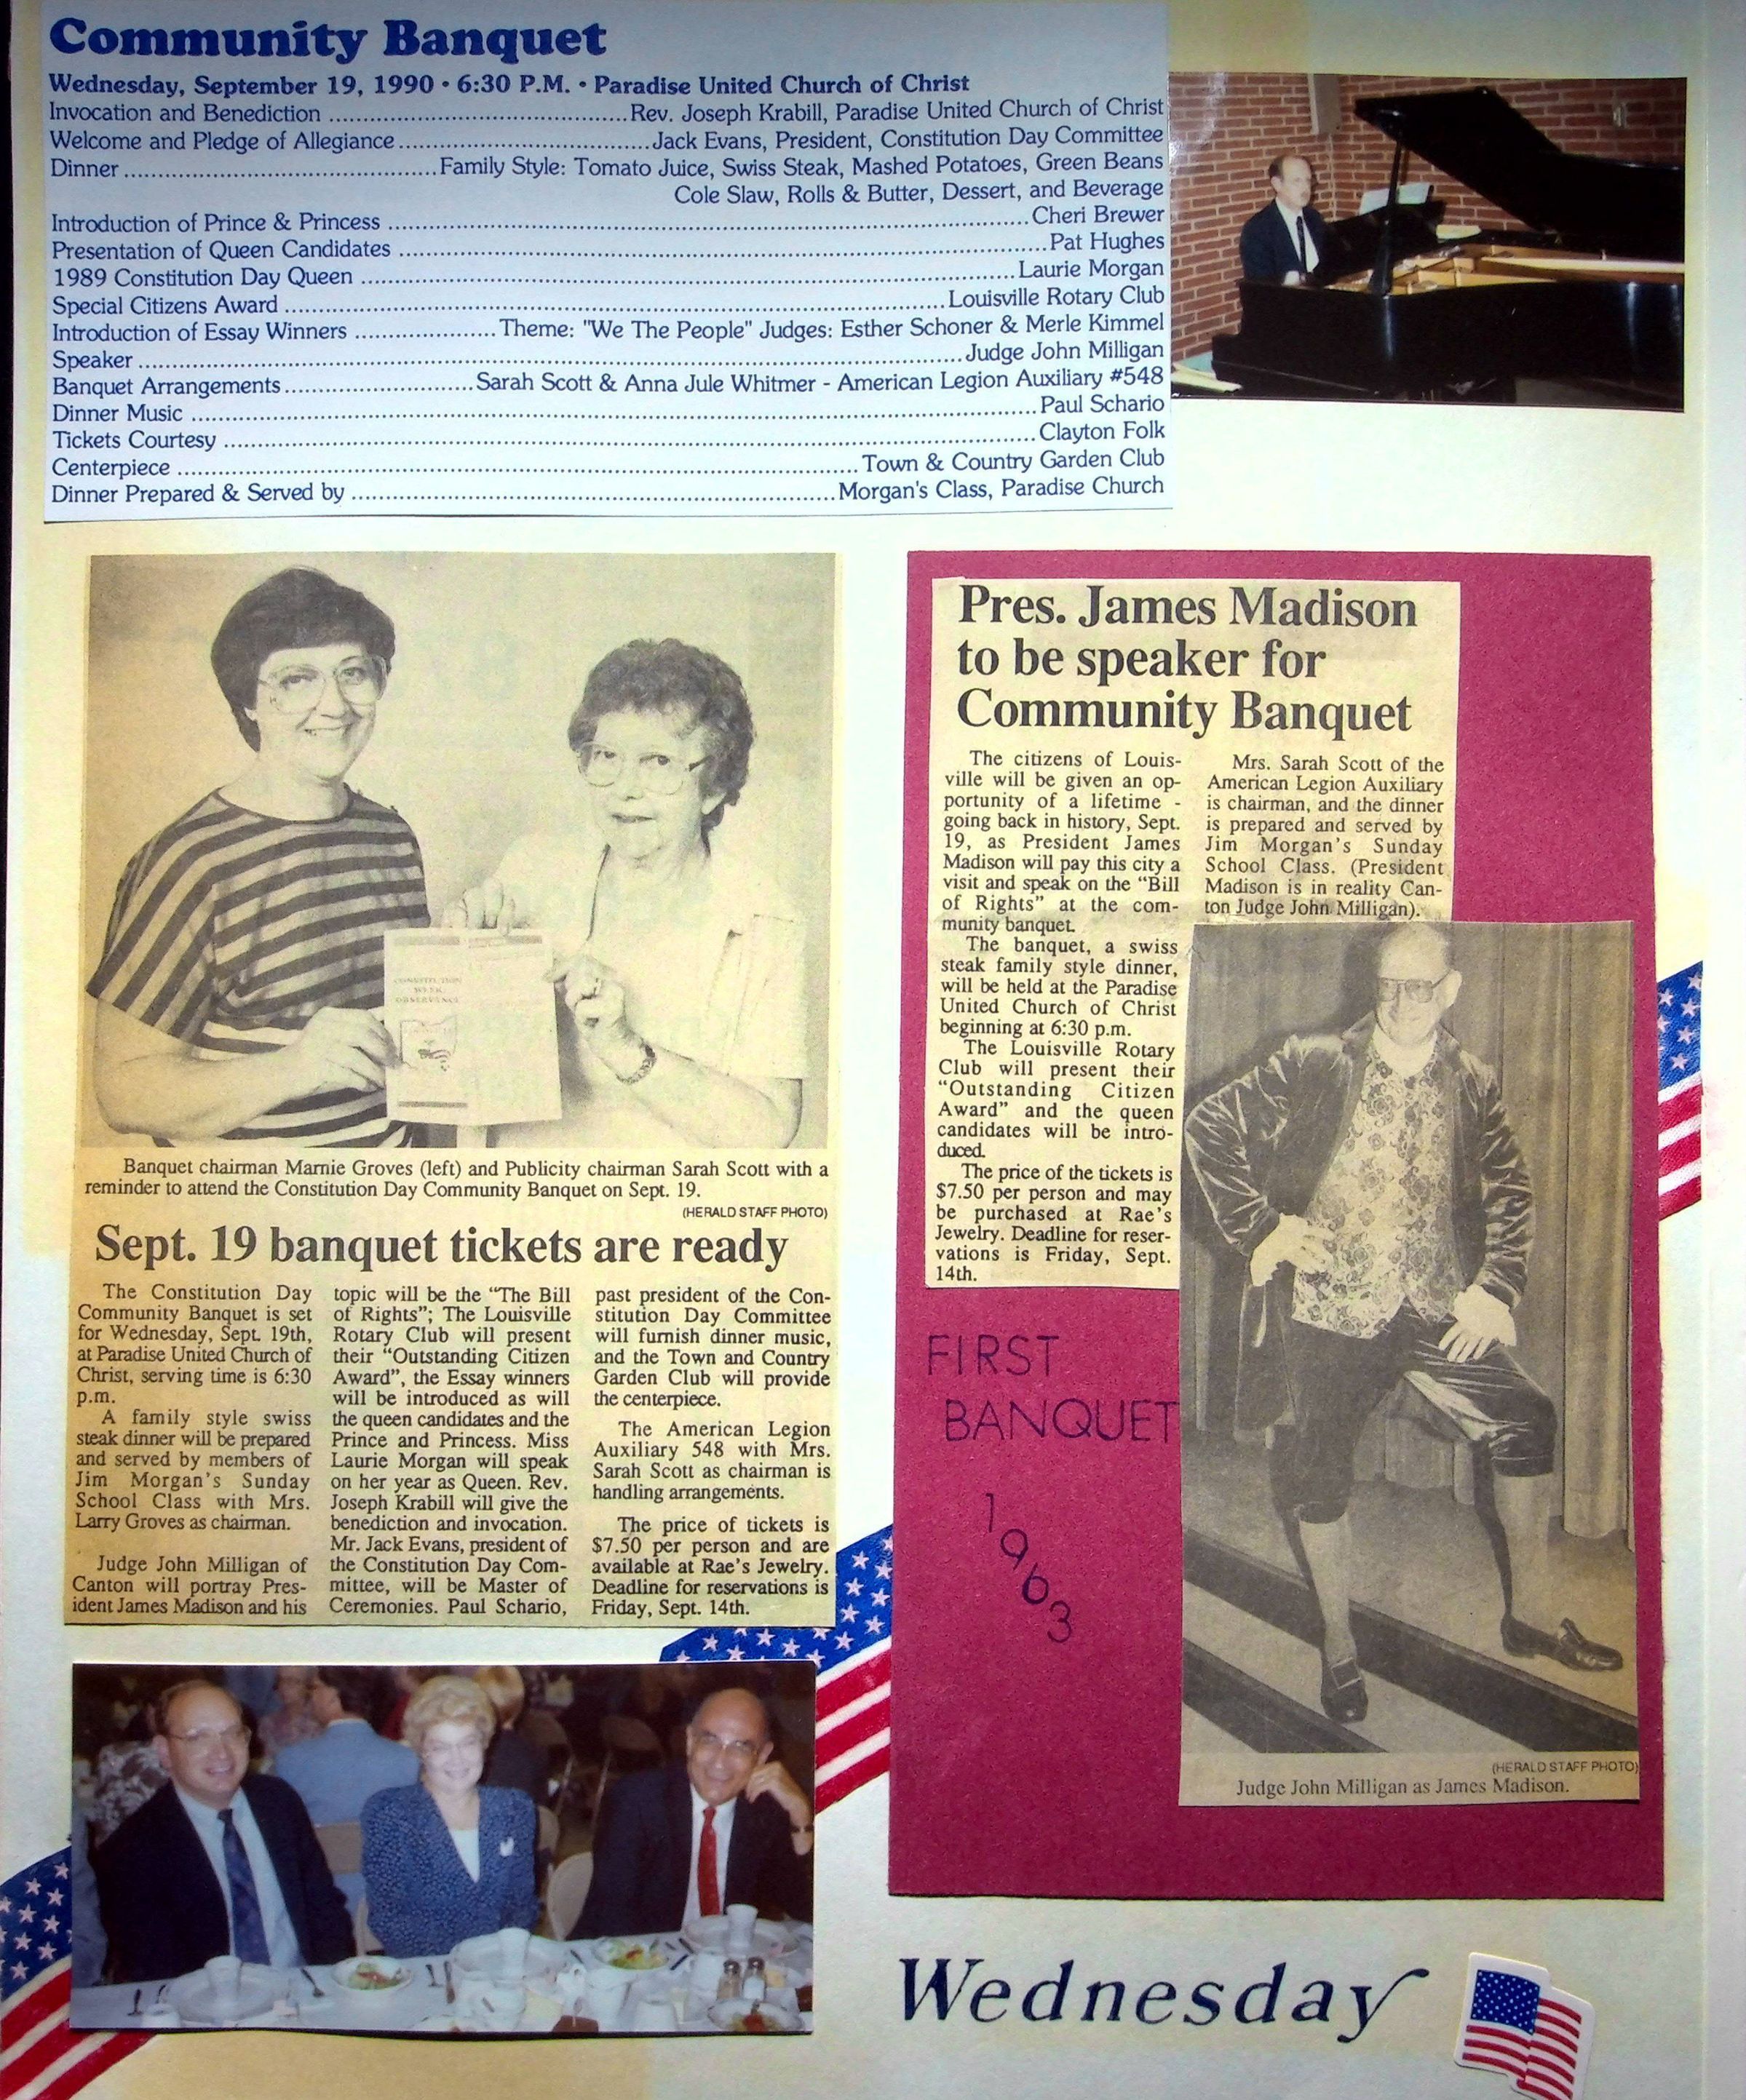 Community Banquet
Wednesday, September 19, 1990 • 6:30 P.M. • Paradise United Church of Christ
Invocation and Benediction ........ Rev. Joseph Krabill, Paradise United Church of Christ
Welcome and Pledge of Allegiance ........ Jack Evans, President, Constitution Day Committee
Dinner ........ Family Style: Tomato Juice, Swiss Steak, Mashed Potatoes, Green Beans
Cole Slaw, Rolls & Butter, Dessert, and Beverage
Introduction of Prince & Princess ........ Cheri Brewer
Presentation of Queen Candidates ........ Pat Hughes
1989 Constitution Day Queen ........ Laurie Morgan
Special Citizens Award ........ Louisville Rotary Club
Introduction of Essay Winners ........ Theme: "We The People" Judges: Esther Schoner & Merle Kimmel
Speaker ........ Judge John Milligan
Banquet Arrangements ........ Sarah Scott & Anna Jule Whitmer - American Legion Auxiliary #548
Dinner Music ........ Paul Schario
Tickets Courtesy ........ Clayton Folk
Centerpiece ........ Town & Country Garden Club
Dinner Prepared & Served by ........ Morgan's Class, Paradise Church
CONSTITUTION
WEEK
OBSERVANCE
Banquet chairman Marnie Groves (left) and Publicity chairman Sarah Scott with a
reminder to attend the Constitution Day Community Banquet on Sept. 19.
(HERALD STAFF PHOTO)
Sept. 19 banquet tickets are ready
The Constitution Day
Community Banquet is set
for Wednesday, Sept. 19th,
at Paradise United Church of
Christ, serving time is 6:30
p.m.
A family style swiss
steak dinner will be prepared
and served by members of
Jim Morgan's Sunday
School Class with Mrs.
Larry Groves as chairman.
Judge John Milligan of
Canton will portray Pres-
ident James Madison and his
topic will be the "The Bill
of Rights"; The Louisville
Rotary Club will present
their "Outstanding Citizen
Award", the Essay winners
will be introduced as will
the queen candidates and the
Prince and Princess. Miss
Laurie Morgan will speak
on her year as Queen. Rev.
Joseph Krabill will give the
benediction and invocation.
Mr. Jack Evans, president of
the Constitution Day Com-
mittee, will be Master of
Ceremonies. Paul Schario,
past president of the Con-
stitution Day Committee
will furnish dinner music,
and the Town and Country
Garden Club will provide
the centerpiece.
The American Legion
Auxiliary 548 with Mrs.
Sarah Scott as chairman is
handling arrangements.
The price of tickets is
$7.50 per person and are
available at Rae's Jewelry.
Deadline for reservations is
Friday, Sept. 14th.
Pres. James Madison
to be speaker for
Community Banquet
The citizens of Louis-
ville will be given an op-
portunity of a lifetime -
going back in history, Sept.
19, as President James
Madison will pay this city a
visit and speak on the "Bill
of Rights" at the com-
munity banquet.
The banquet, a swiss
steak family style dinner,
will be held at the Paradise
United Church of Christ
beginning at 6:30 p.m.
The Louisville Rotary
Club will present their
"Outstanding Citizen
Award" and the queen
candidates will be intro-
duced.
The price of the tickets is
$7.50 per person and may
be purchased at Rae's
Jewelry. Deadline for reser-
vations is Friday, Sept.
14th.
Mrs. Sarah Scott of the
American Legion Auxiliary
is chairman, and the dinner
is prepared and served by
Jim Morgan's Sunday
School Class. (President
Madison is in reality Can-
ton Judge John Milligan).
FIRST
BANQUET
1963
(HERALD STAFF PHOTO)
Judge John Milligan as James Madison.
Wednesday